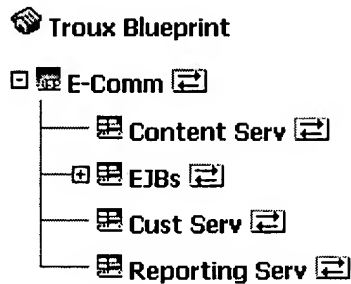 Troux Blueprint
E-Comm
Content Serv
EJBs
Cust Serv
Reporting Serv